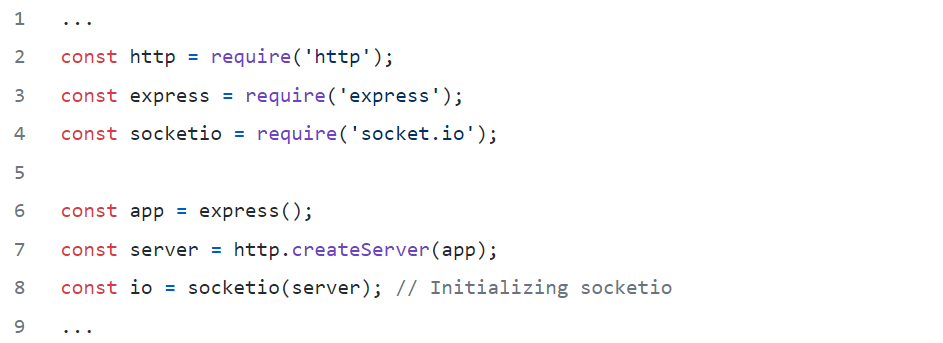 1 ...
2 const http = require('http');
3 const express = require('express');
4 const socketio = require('socket.io');
5
6 const app = express();
7 const server = http.createServer(app);
8 const io = socketio(server); // Initializing socketio
9 ...